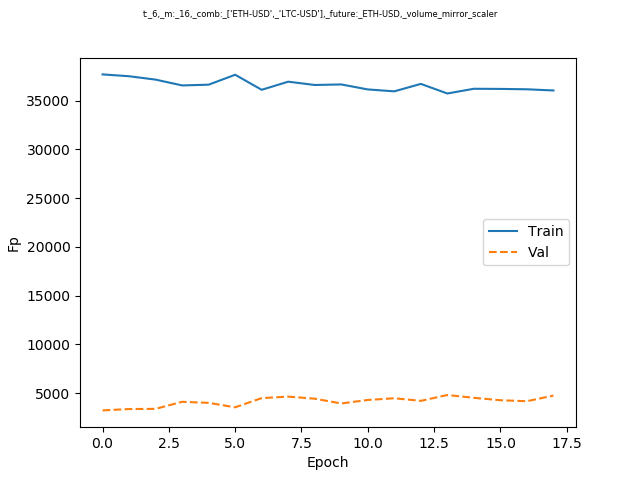 t:_6,_m:_16,_comb:_['ETH-USD',_'LTC-USD'],_future:_ETH-USD,_volume_mirror_scaler
35000
30000
25000
20000
15000
10000
5000
Fp
Train
Val
0.0 2.5 5.0 7.5 10.0 12.5 15.0 17.5
Epoch